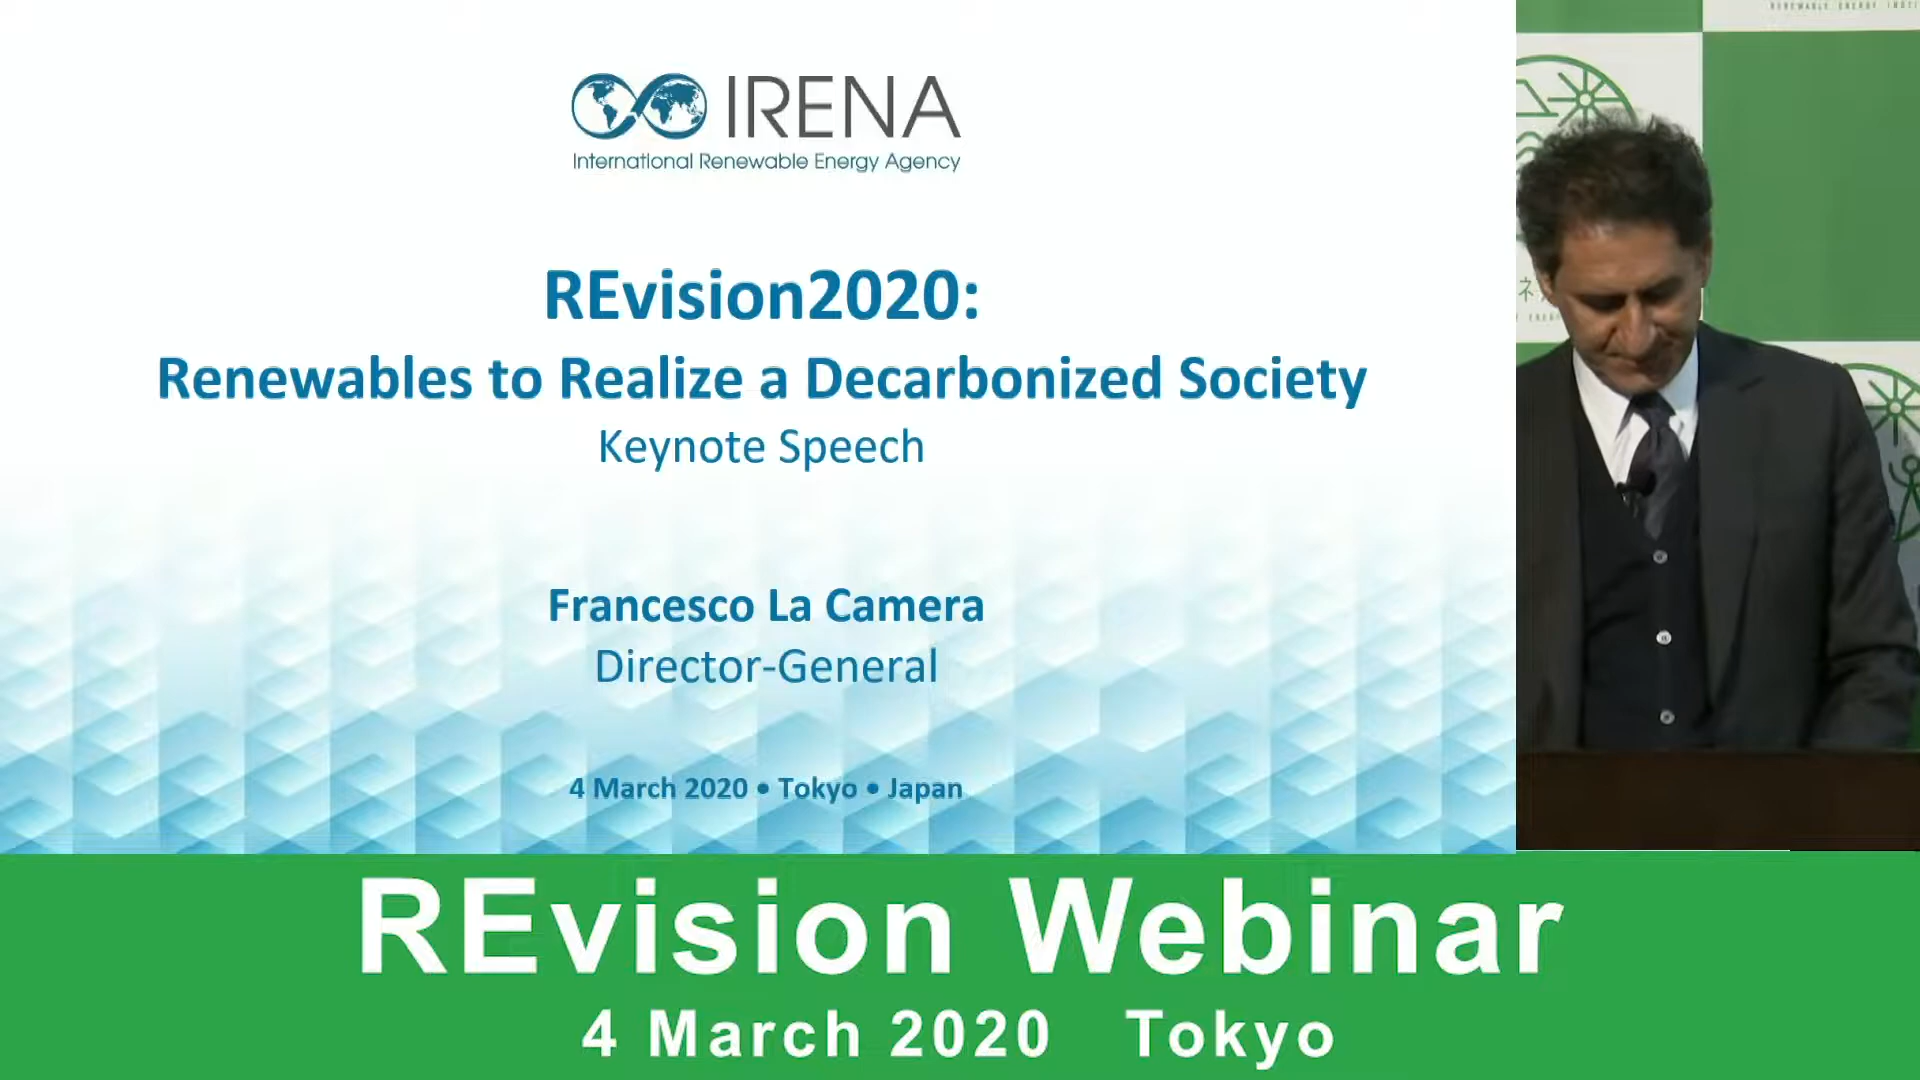 IRENA
International Renewable Energy Agency
REvision2020:
Renewables to Realize a Decarbonized Society
Keynote Speech
Francesco La Camera
Director-General
4 March 2020 • Tokyo • Japan
REvision Webinar
4 March 2020 Tokyo